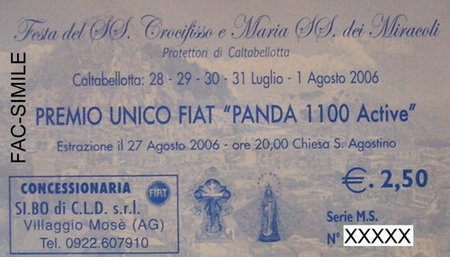 Festa del SS. Crocifisso e Maria SS. dei Miracoli
Protettori di Caltabellotta
Caltabellotta: 28 - 29 - 30 - 31 Luglio - 1 Agosto 2006
PREMIO UNICO FIAT "PANDA 1100 Active"
Estrazione il 27 Agosto 2006 - ore 20,00 Chiesa S. Agostino
FAC-SIMILE
CONCESSIONARIA FIAT
SI.BO di C.L.D. s.r.l.
Villaggio Mosè (AG)
Tel. 0922.607910
€. 2,50
Serie M.S.
N° XXXXX